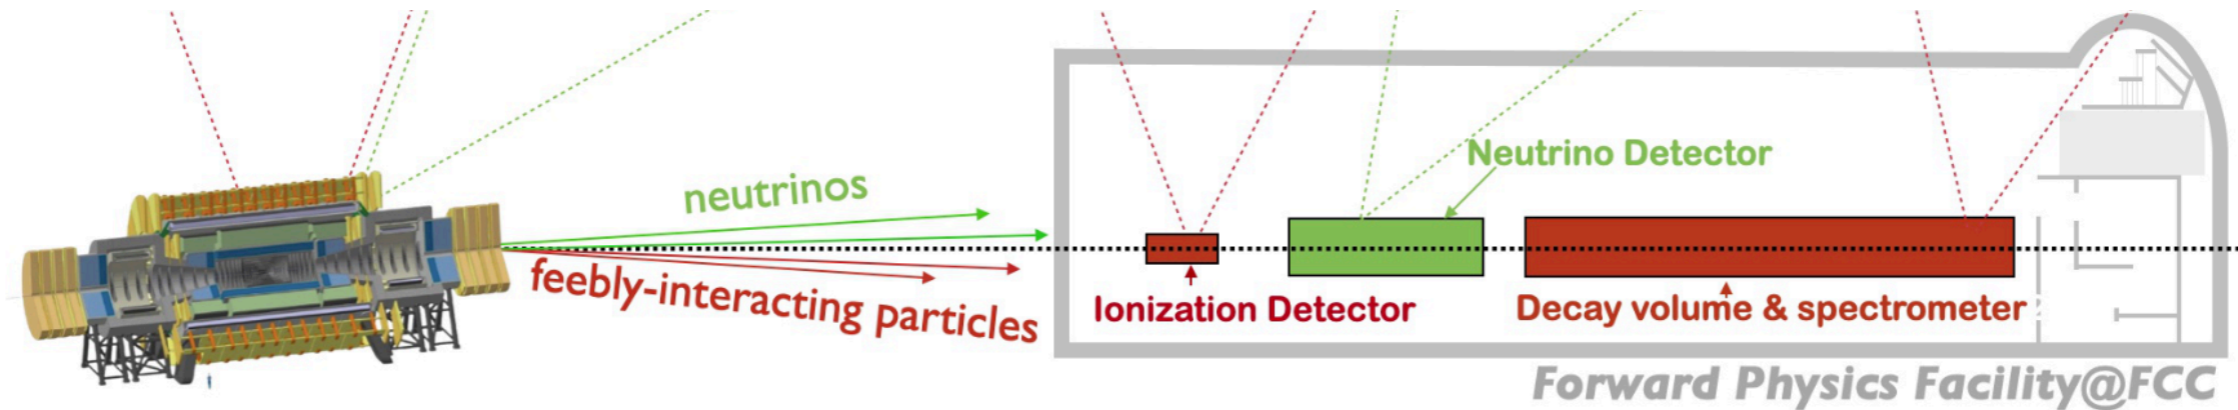 neutrinos
feebly-interacting particles
Neutrino Detector
Ionization Detector
Decay volume & spectrometer
Forward Physics Facility@FCC